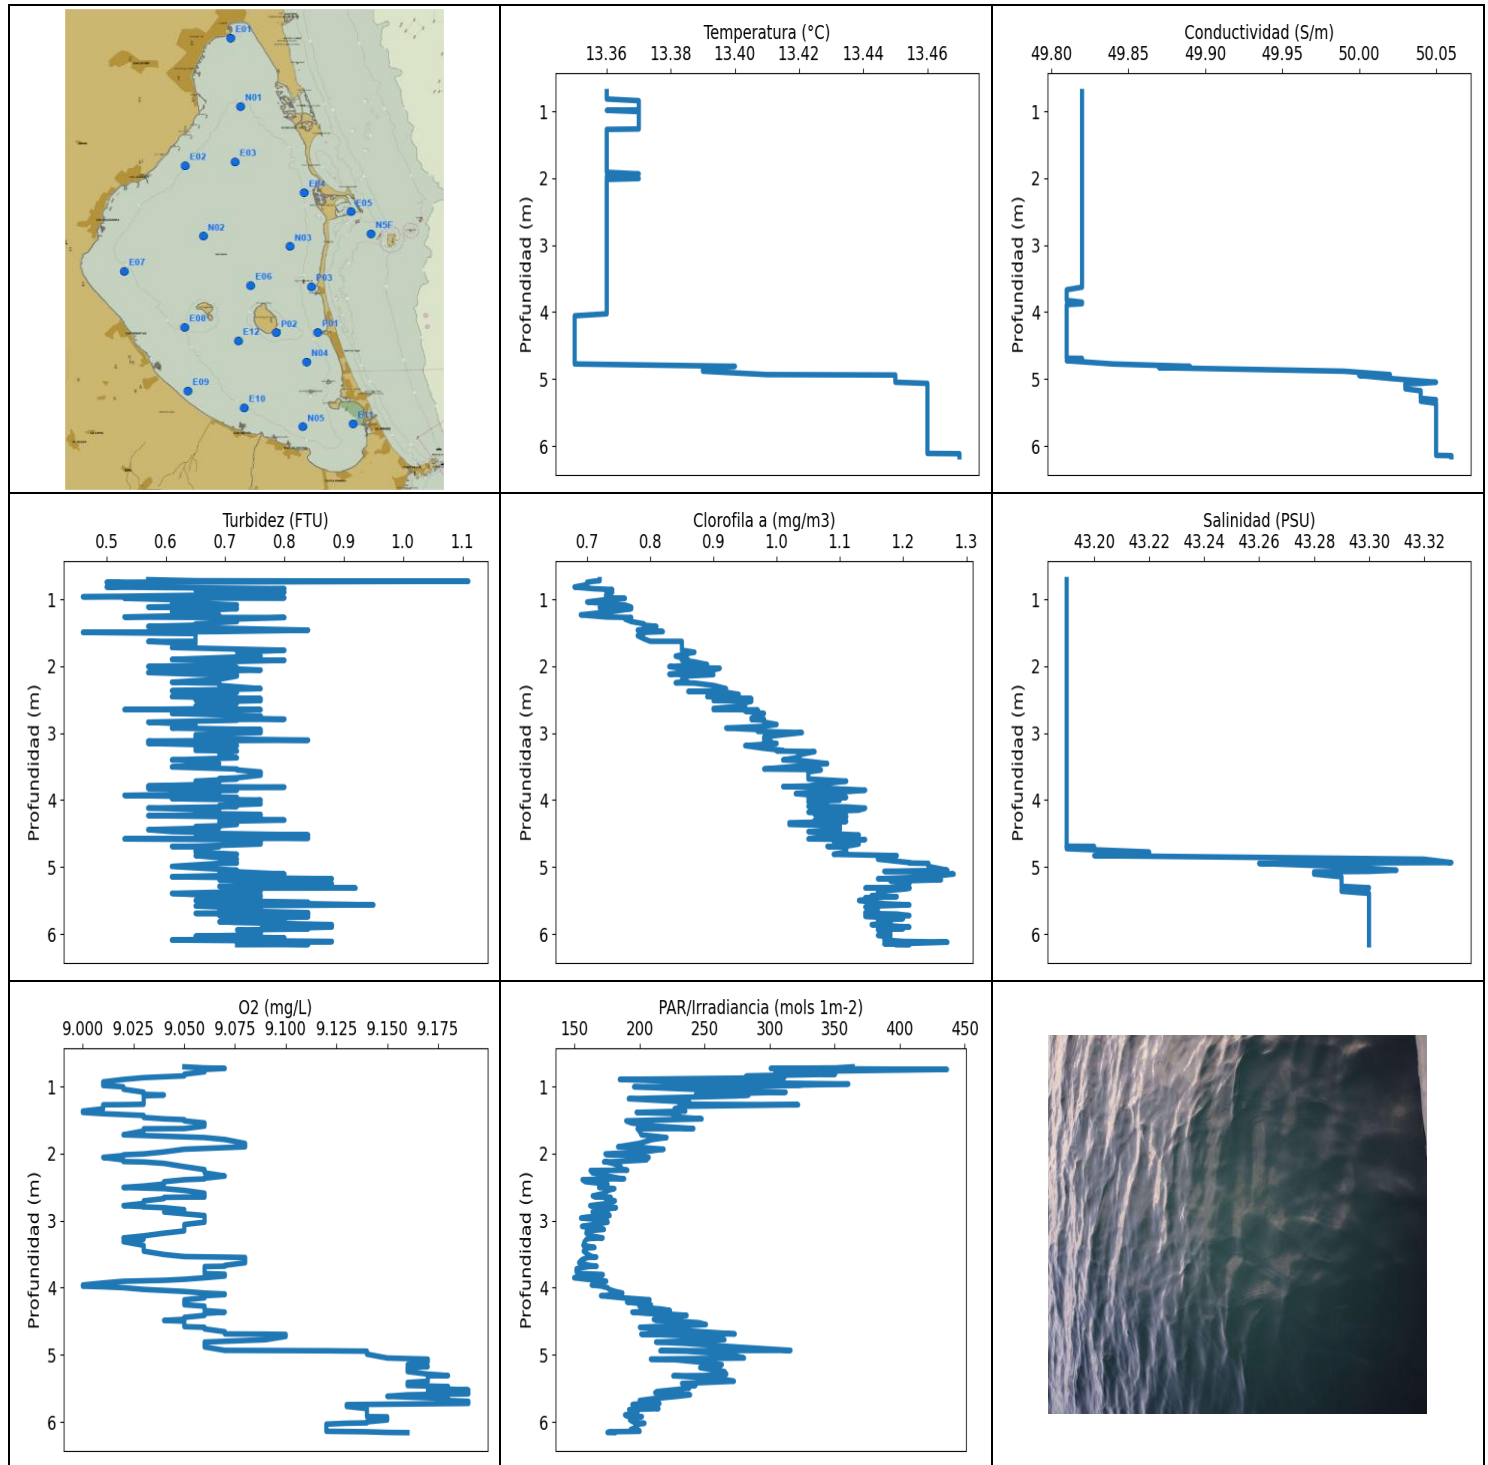 E01
N01
E02
E03
E04
E05
N5F
N02
N03
E07
E06
P03
E08
E12
P02
P01
N04
E09
E10
N05
E11
Temperatura (°C)
13.36 13.38 13.40 13.42 13.44 13.46
Profundidad (m)
1
2
3
4
5
6
Conductividad (S/m)
49.80 49.85 49.90 49.95 50.00 50.05
Profundidad (m)
1
2
3
4
5
6
Turbidez (FTU)
0.5 0.6 0.7 0.8 0.9 1.0 1.1
Profundidad (m)
1
2
3
4
5
6
Clorofila a (mg/m3)
0.7 0.8 0.9 1.0 1.1 1.2 1.3
Profundidad (m)
1
2
3
4
5
6
Salinidad (PSU)
43.20 43.22 43.24 43.26 43.28 43.30 43.32
Profundidad (m)
1
2
3
4
5
6
O2 (mg/L)
9.000 9.025 9.050 9.075 9.100 9.125 9.150 9.175
Profundidad (m)
1
2
3
4
5
6
PAR/Irradiancia (mols 1m-2)
150 200 250 300 350 400 450
Profundidad (m)
1
2
3
4
5
6